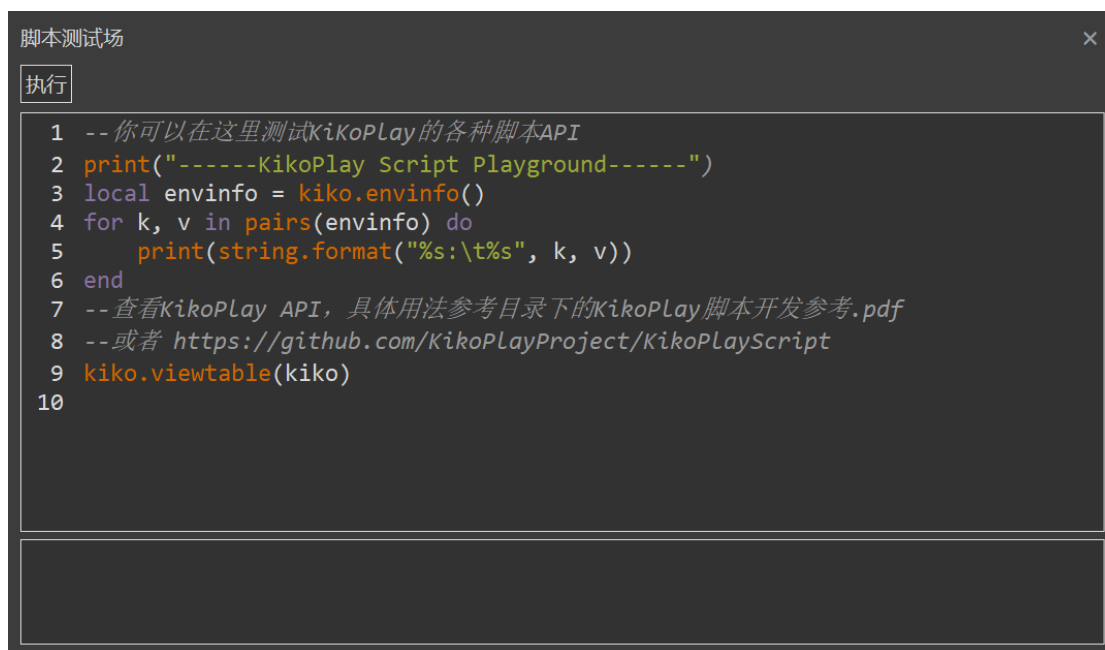 脚本测试场
执行
1 --你可以在这里测试KiKoPlay的各种脚本API
2 print("------KikoPlay Script Playground------")
3 local envinfo = kiko.envinfo()
4 for k, v in pairs(envinfo) do
5     print(string.format("%s:\t%s", k, v))
6 end
7 --查看KikoPlay API，具体用法参考目录下的KikoPlay脚本开发参考.pdf
8 --或者 https://github.com/KikoPlayProject/KikoPlayScript
9 kiko.viewtable(kiko)
10